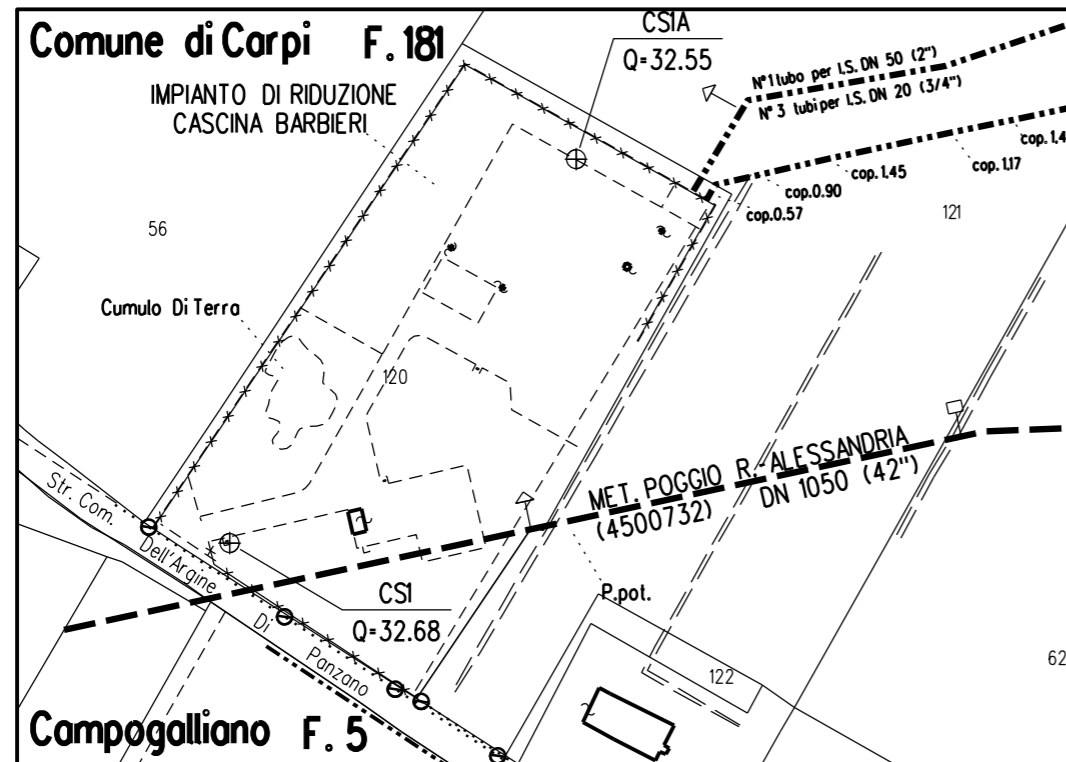 Comune di Carpi F. 181
CS1A
Q=32.55
IMPIANTO DI RIDUZIONE
CASCINA BARBIERI
N°1 tubo per I.S. DN 50 (2")
N° 3 tubi per I.S. DN 20 (3/4")
cop. 1.4
cop. 1.17
cop. 1.45
cop.0.90
cop.0.57
56
121
Cumulo Di Terra
120
MET. POGGIO R.-ALESSANDRIA
(4500732) DN 1050 (42")
Str. Com.
Dell'Argine
Di
Panzano
CS1
Q=32.68
P.pot.
122
62
Campogalliano F. 5